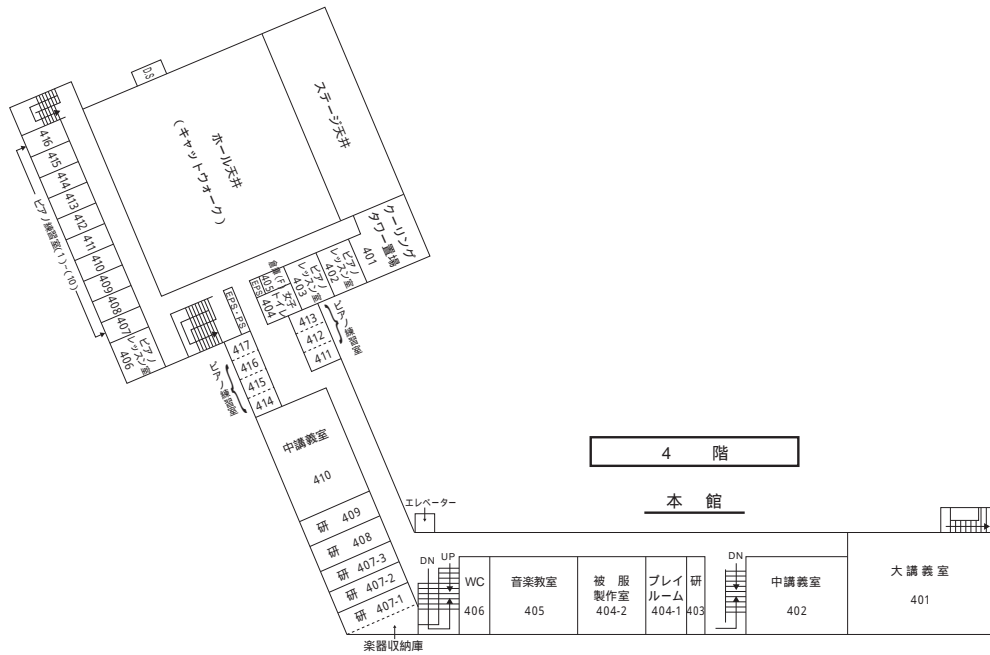 DS
ステージ天井
ホール天井
(キャットウォーク)
416
415
414
413
412
411
410
409
408
407
ピアノ練習室(1)~(10)
ピアノ
レッスン室
406
クーリング
タワー置場
401
ピアノ
レッスン室
402
ピアノ
レッスン室
403
倉庫(F)
405
EPS
女子
トイレ
404
EPS・PS
413
412
411
ピアノ練習室
417
416
415
414
ピアノ練習室
中講義室
410
研 409
研 408
研 407-3
研 407-2
研 407-1
楽器収納庫
4 階
本 館
エレベーター
DN
UP
WC
406
音楽教室
405
被 服
製作室
404-2
プレイ
ルーム
404-1
研
403
DN
中講義室
402
大講義室
401